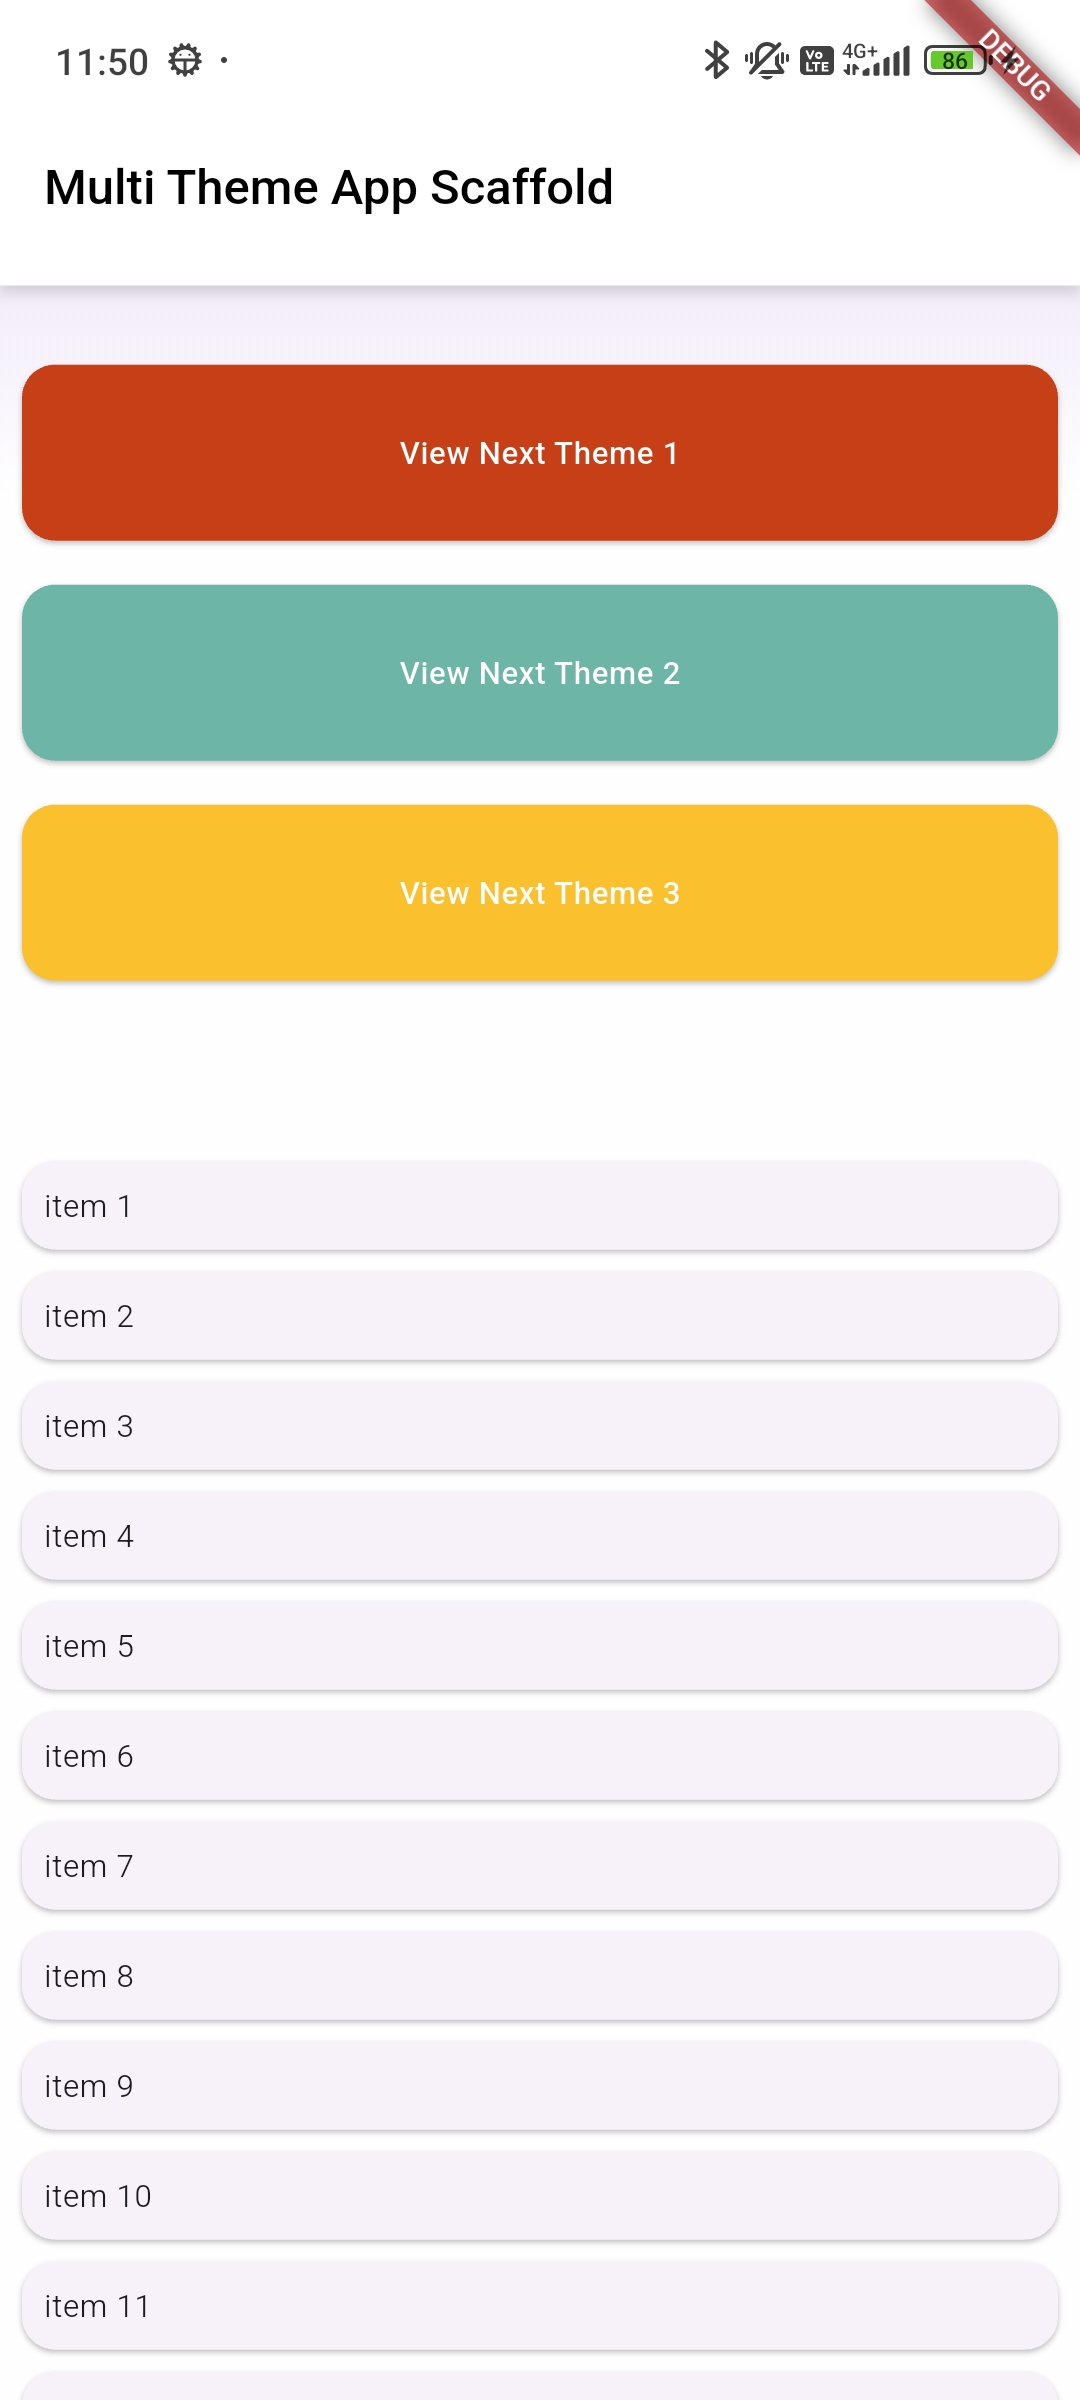 11:50
Vo LTE
4G+
86
DEBUG
Multi Theme App Scaffold
View Next Theme 1
View Next Theme 2
View Next Theme 3
item 1
item 2
item 3
item 4
item 5
item 6
item 7
item 8
item 9
item 10
item 11